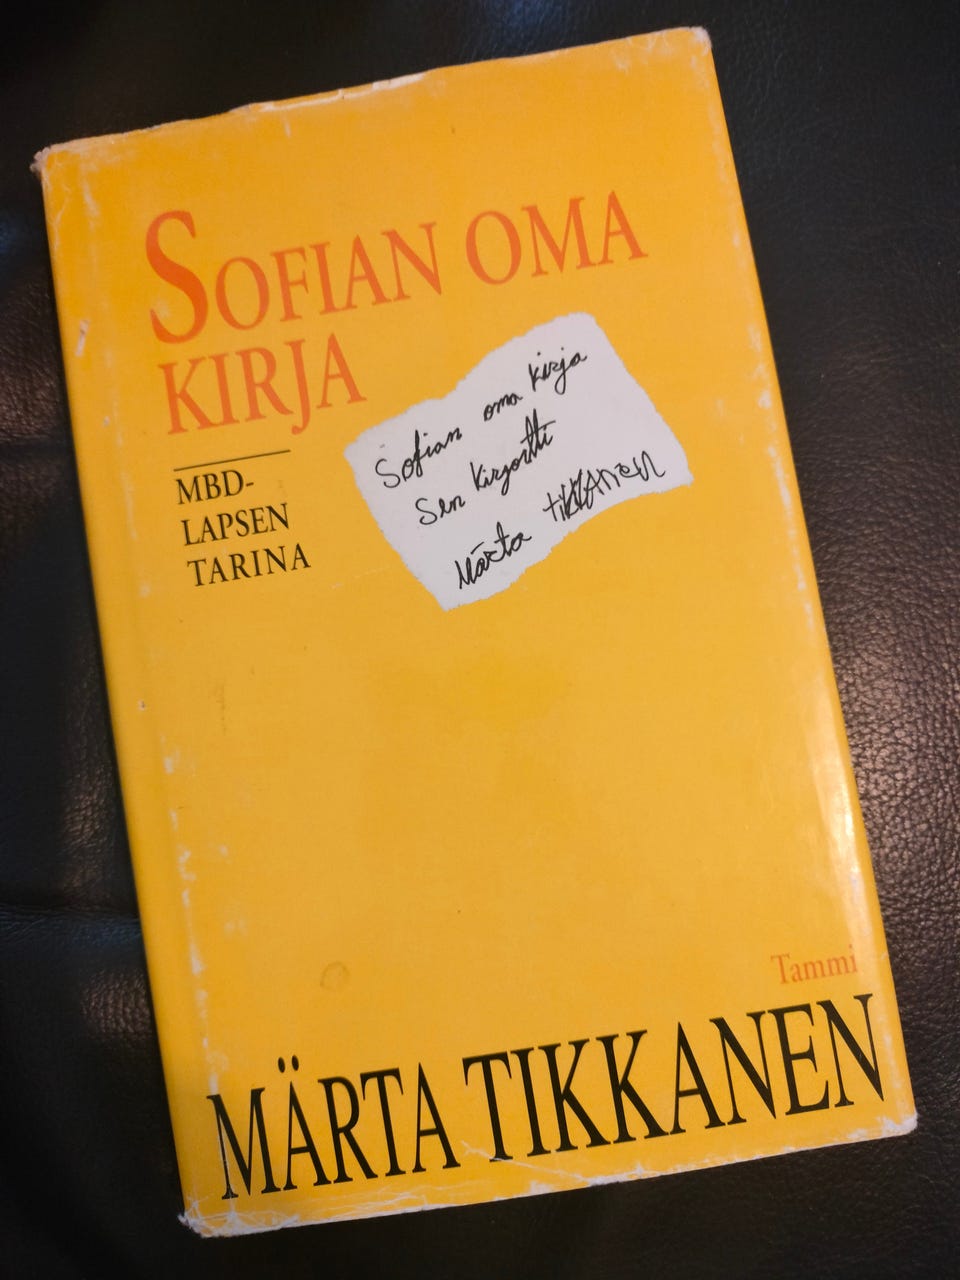 SOFIAN OMA
KIRJA
MBD-
LAPSEN
TARINA
Sofian oma kirja
Sen kirjoitti
Märta TIKKANEN
Tammi
MÄRTA TIKKANEN